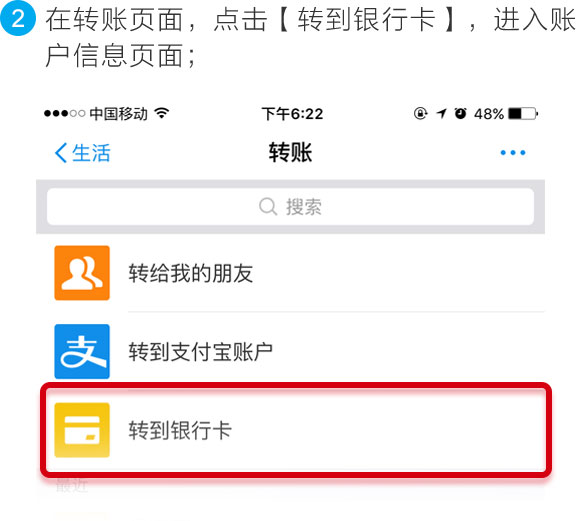 2 在转账页面，点击【转到银行卡】，进入账
户信息页面；
中国移动 下午6:22 48%
生活 转账
搜索
转给我的朋友
支 转到支付宝账户
转到银行卡
最近